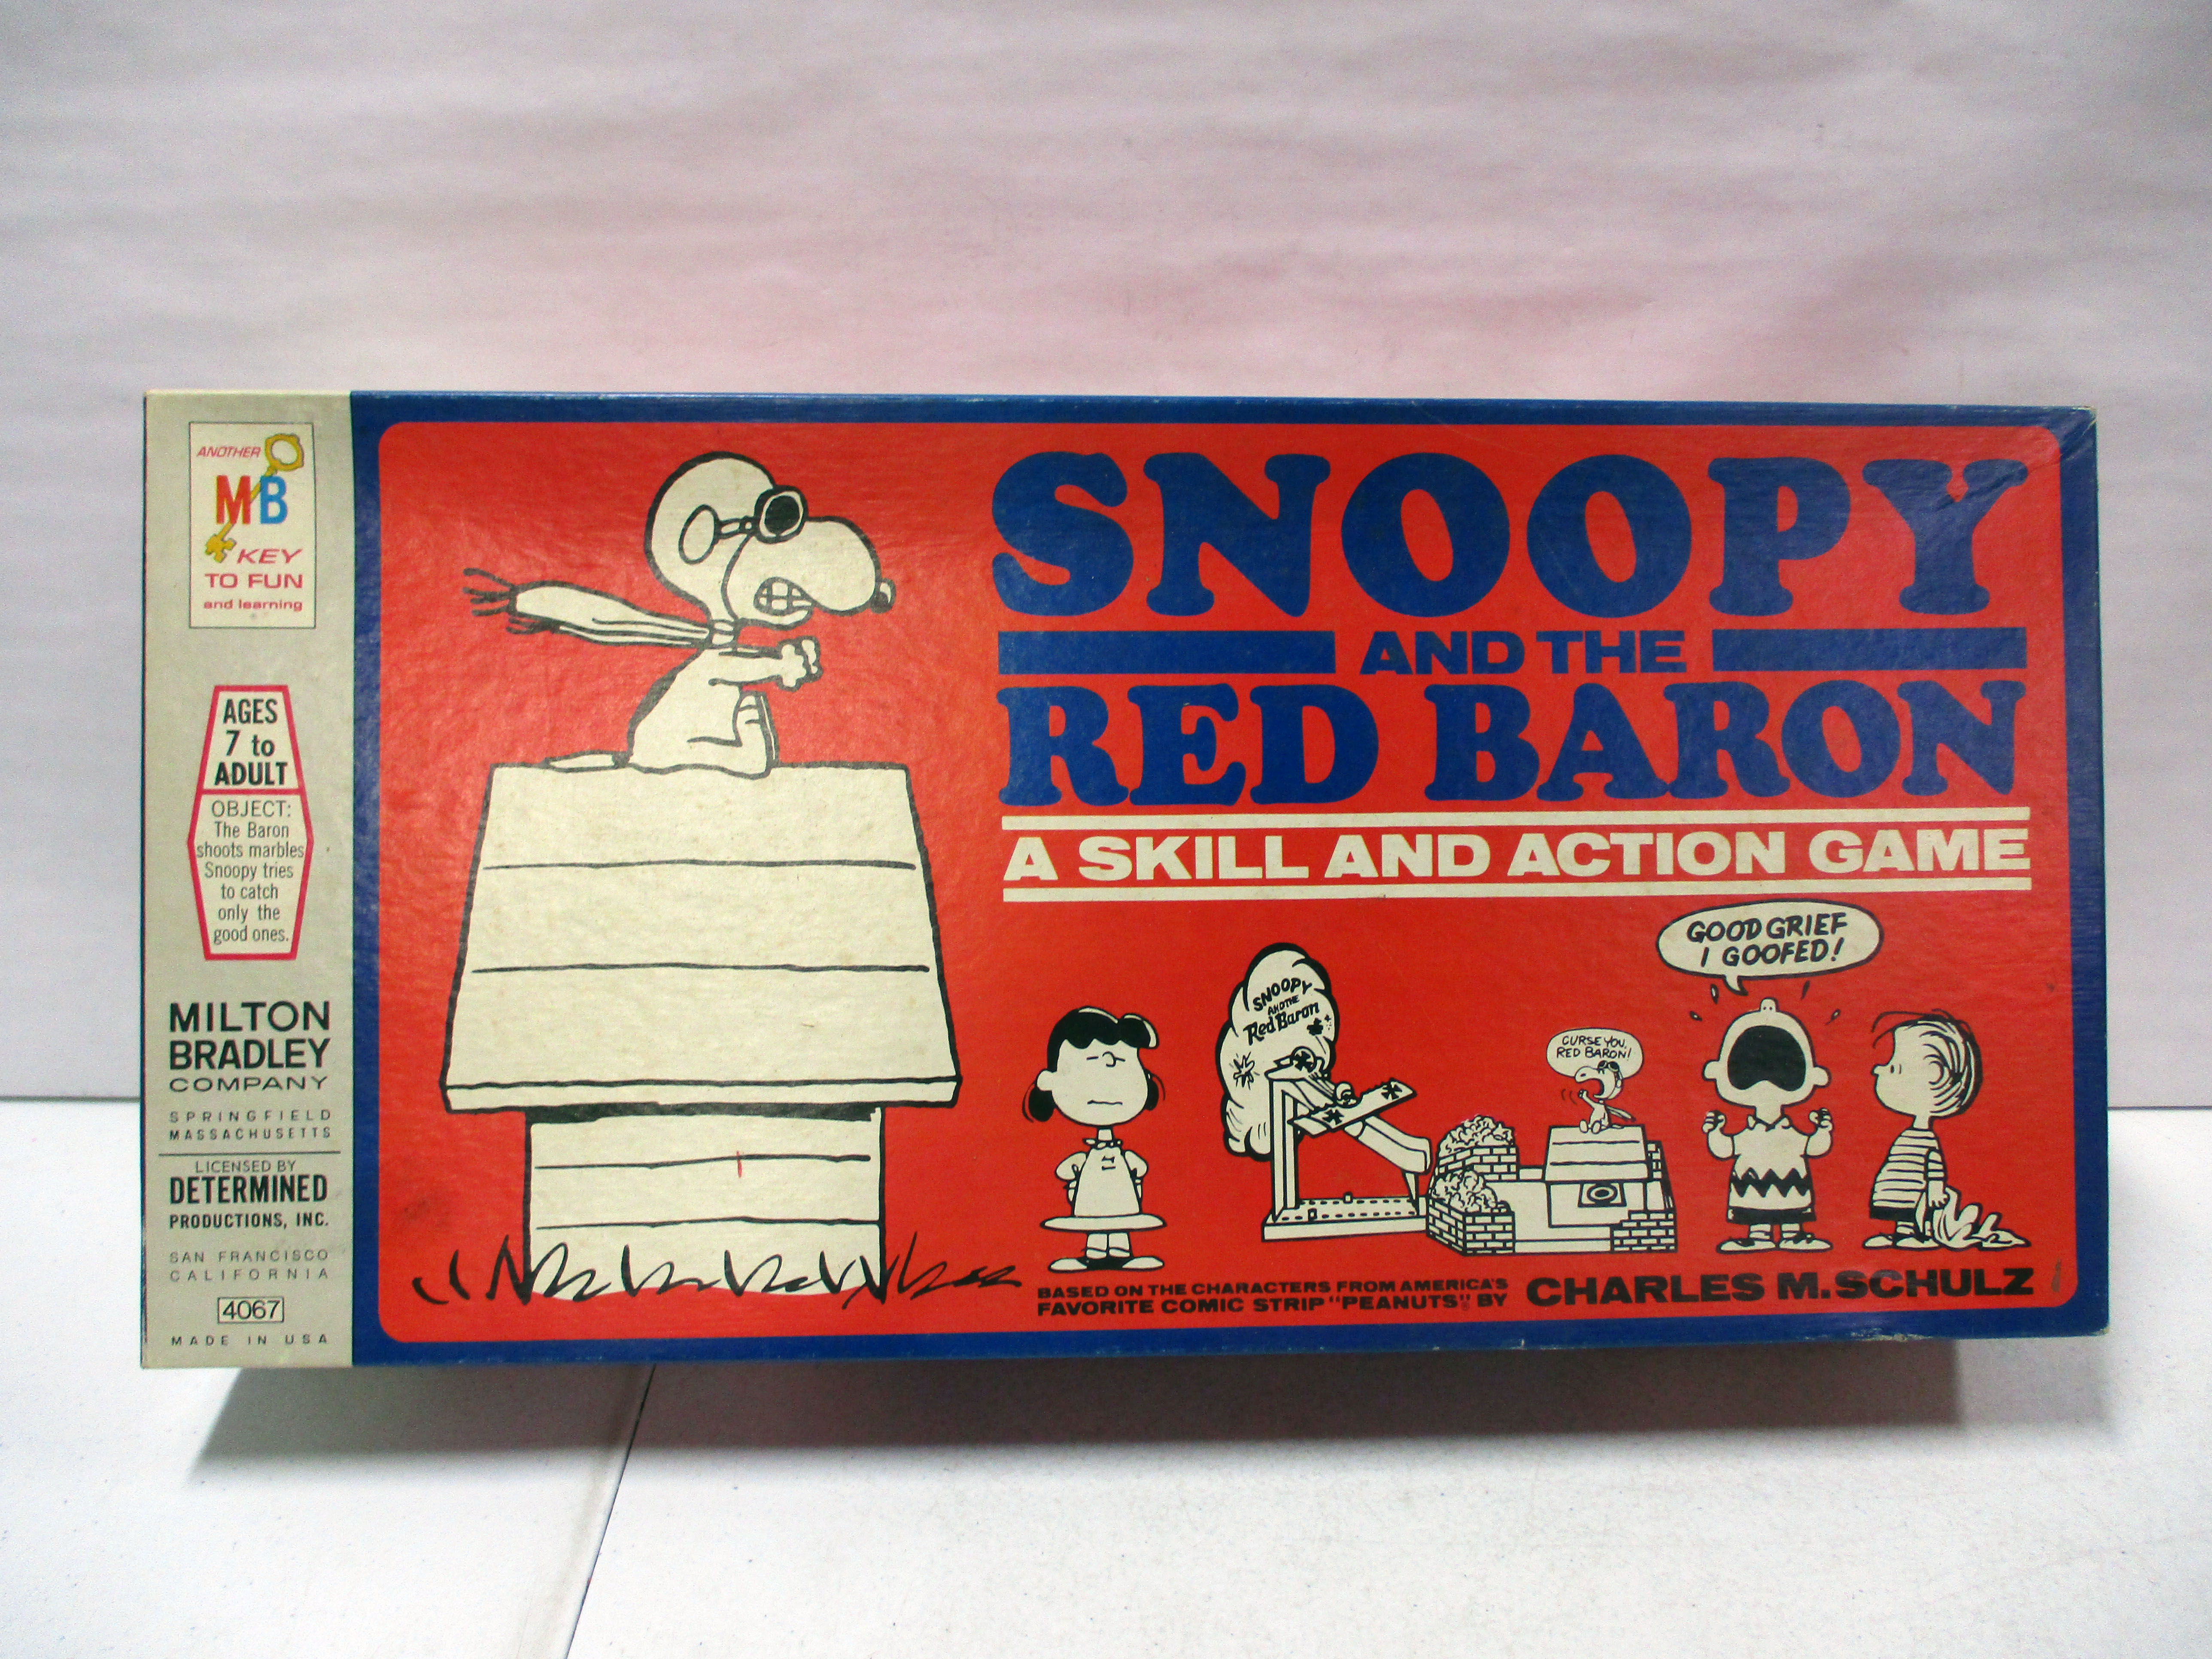 ANOTHER
MB
KEY
TO FUN
and learning
AGES
7 to
ADULT
OBJECT:
The Baron
shoots marbles
Snoopy tries
to catch
only the
good ones.
MILTON
BRADLEY
COMPANY
SPRINGFIELD
MASSACHUSETTS
LICENSED BY
DETERMINED
PRODUCTIONS, INC.
SAN FRANCISCO
CALIFORNIA
4067
MADE IN USA
SNOOPY
AND THE
RED BARON
A SKILL AND ACTION GAME
GOOD GRIEF
I GOOFED!
SNOOPY
AND THE
Red Baron
CURSE YOU,
RED BARON!
BASED ON THE CHARACTERS FROM AMERICA'S
FAVORITE COMIC STRIP "PEANUTS"® BY CHARLES M. SCHULZ